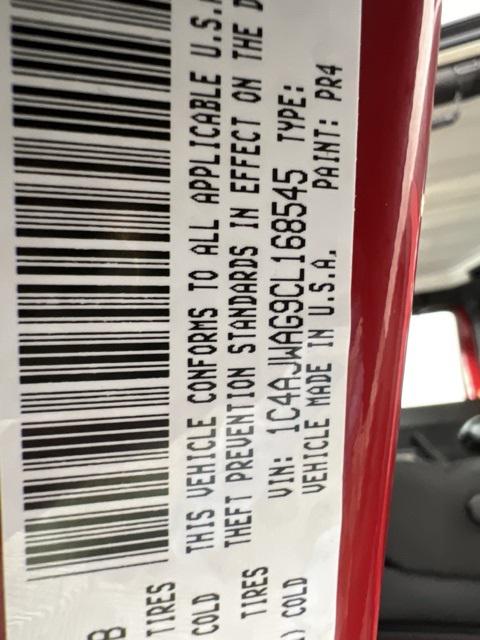 THIS VEHICLE CONFORMS TO ALL APPLICABLE U.S.
THEFT PREVENTION STANDARDS IN EFFECT ON THE D
VIN: 1C4AJWAG9CL168545 TYPE:
VEHICLE MADE IN U.S.A. PAINT: PR4
TIRES
COLD
TIRES
COLD